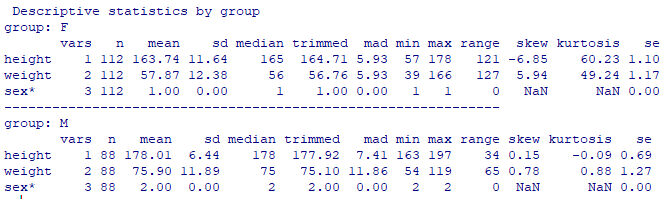 Descriptive statistics by group
group: F
       vars   n   mean    sd median trimmed  mad min max range  skew kurtosis   se
height    1 112 163.74 11.64    165  164.71 5.93  57 178   121 -6.85    60.23 1.10
weight    2 112  57.87 12.38     56   56.76 5.93  39 166   127  5.94    49.24 1.17
sex*      3 112   1.00  0.00      1    1.00 0.00   1   1     0   NaN      NaN 0.00
--------------------------------------------------------------
group: M
       vars  n   mean    sd median trimmed   mad min max range skew kurtosis   se
height    1 88 178.01  6.44    178  177.92  7.41 163 197    34 0.15    -0.09 0.69
weight    2 88  75.90 11.89     75   75.10 11.86  54 119    65 0.78     0.88 1.27
sex*      3 88   2.00  0.00      2    2.00  0.00   2   2     0  NaN      NaN 0.00